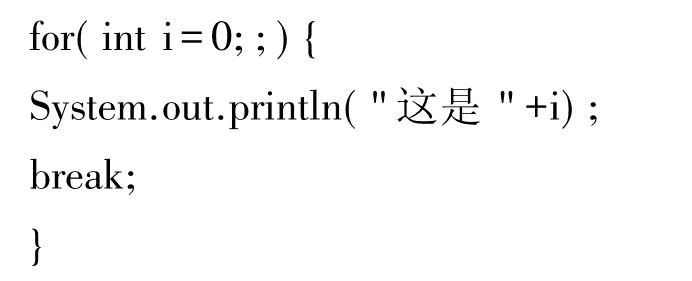 for( int i=0; ; ) {
System.out.println( "这是 "+i) ;
break;
}